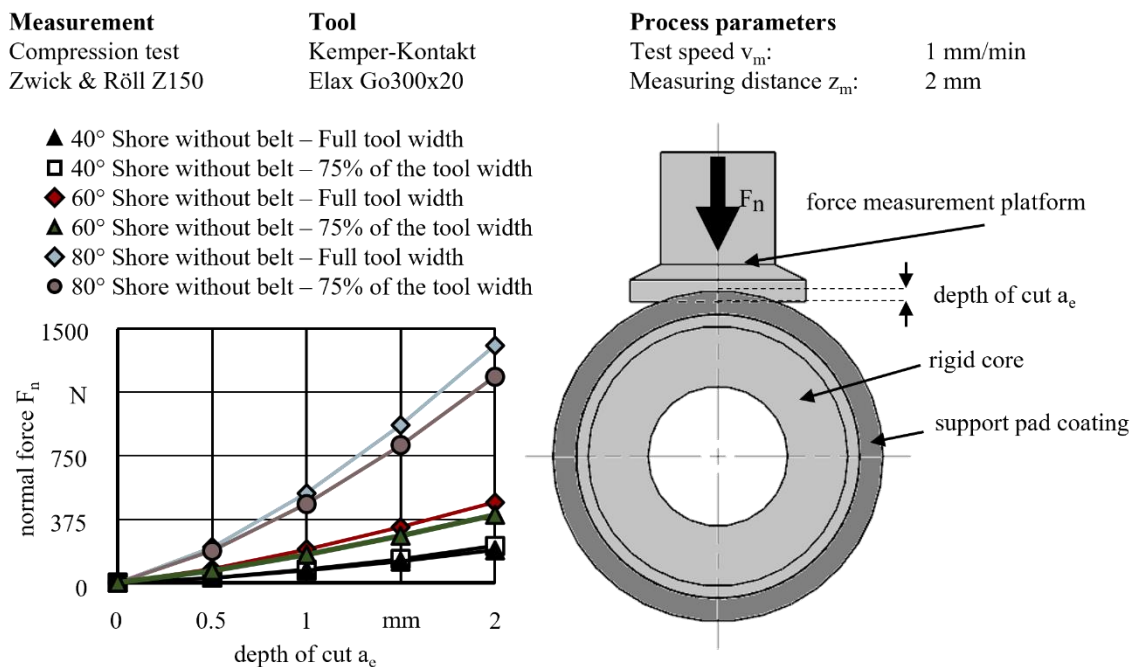 Measurement Tool Process parameters
Compression test Kemper-Kontakt Test speed vₘ: 1 mm/min
Zwick & Röll Z150 Elax Go300x20 Measuring distance zₘ: 2 mm
40° Shore without belt – Full tool width
40° Shore without belt – 75% of the tool width
60° Shore without belt – Full tool width
60° Shore without belt – 75% of the tool width
80° Shore without belt – Full tool width
80° Shore without belt – 75% of the tool width
normal force Fₙ
1500
N
750
375
0
0 0.5 1 mm 2
depth of cut aₑ
Fₙ
force measurement platform
depth of cut aₑ
rigid core
support pad coating